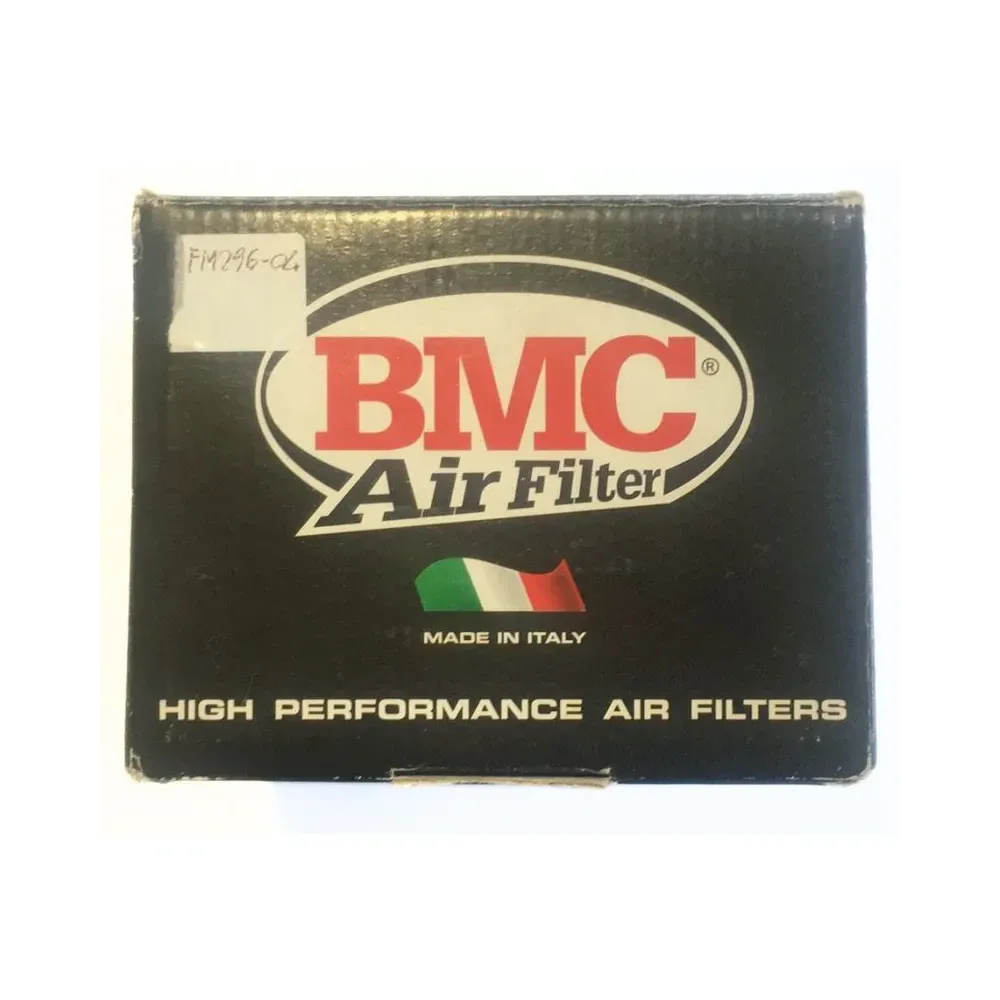 FM296-04
BMC®
Air Filter
MADE IN ITALY
HIGH PERFORMANCE AIR FILTERS